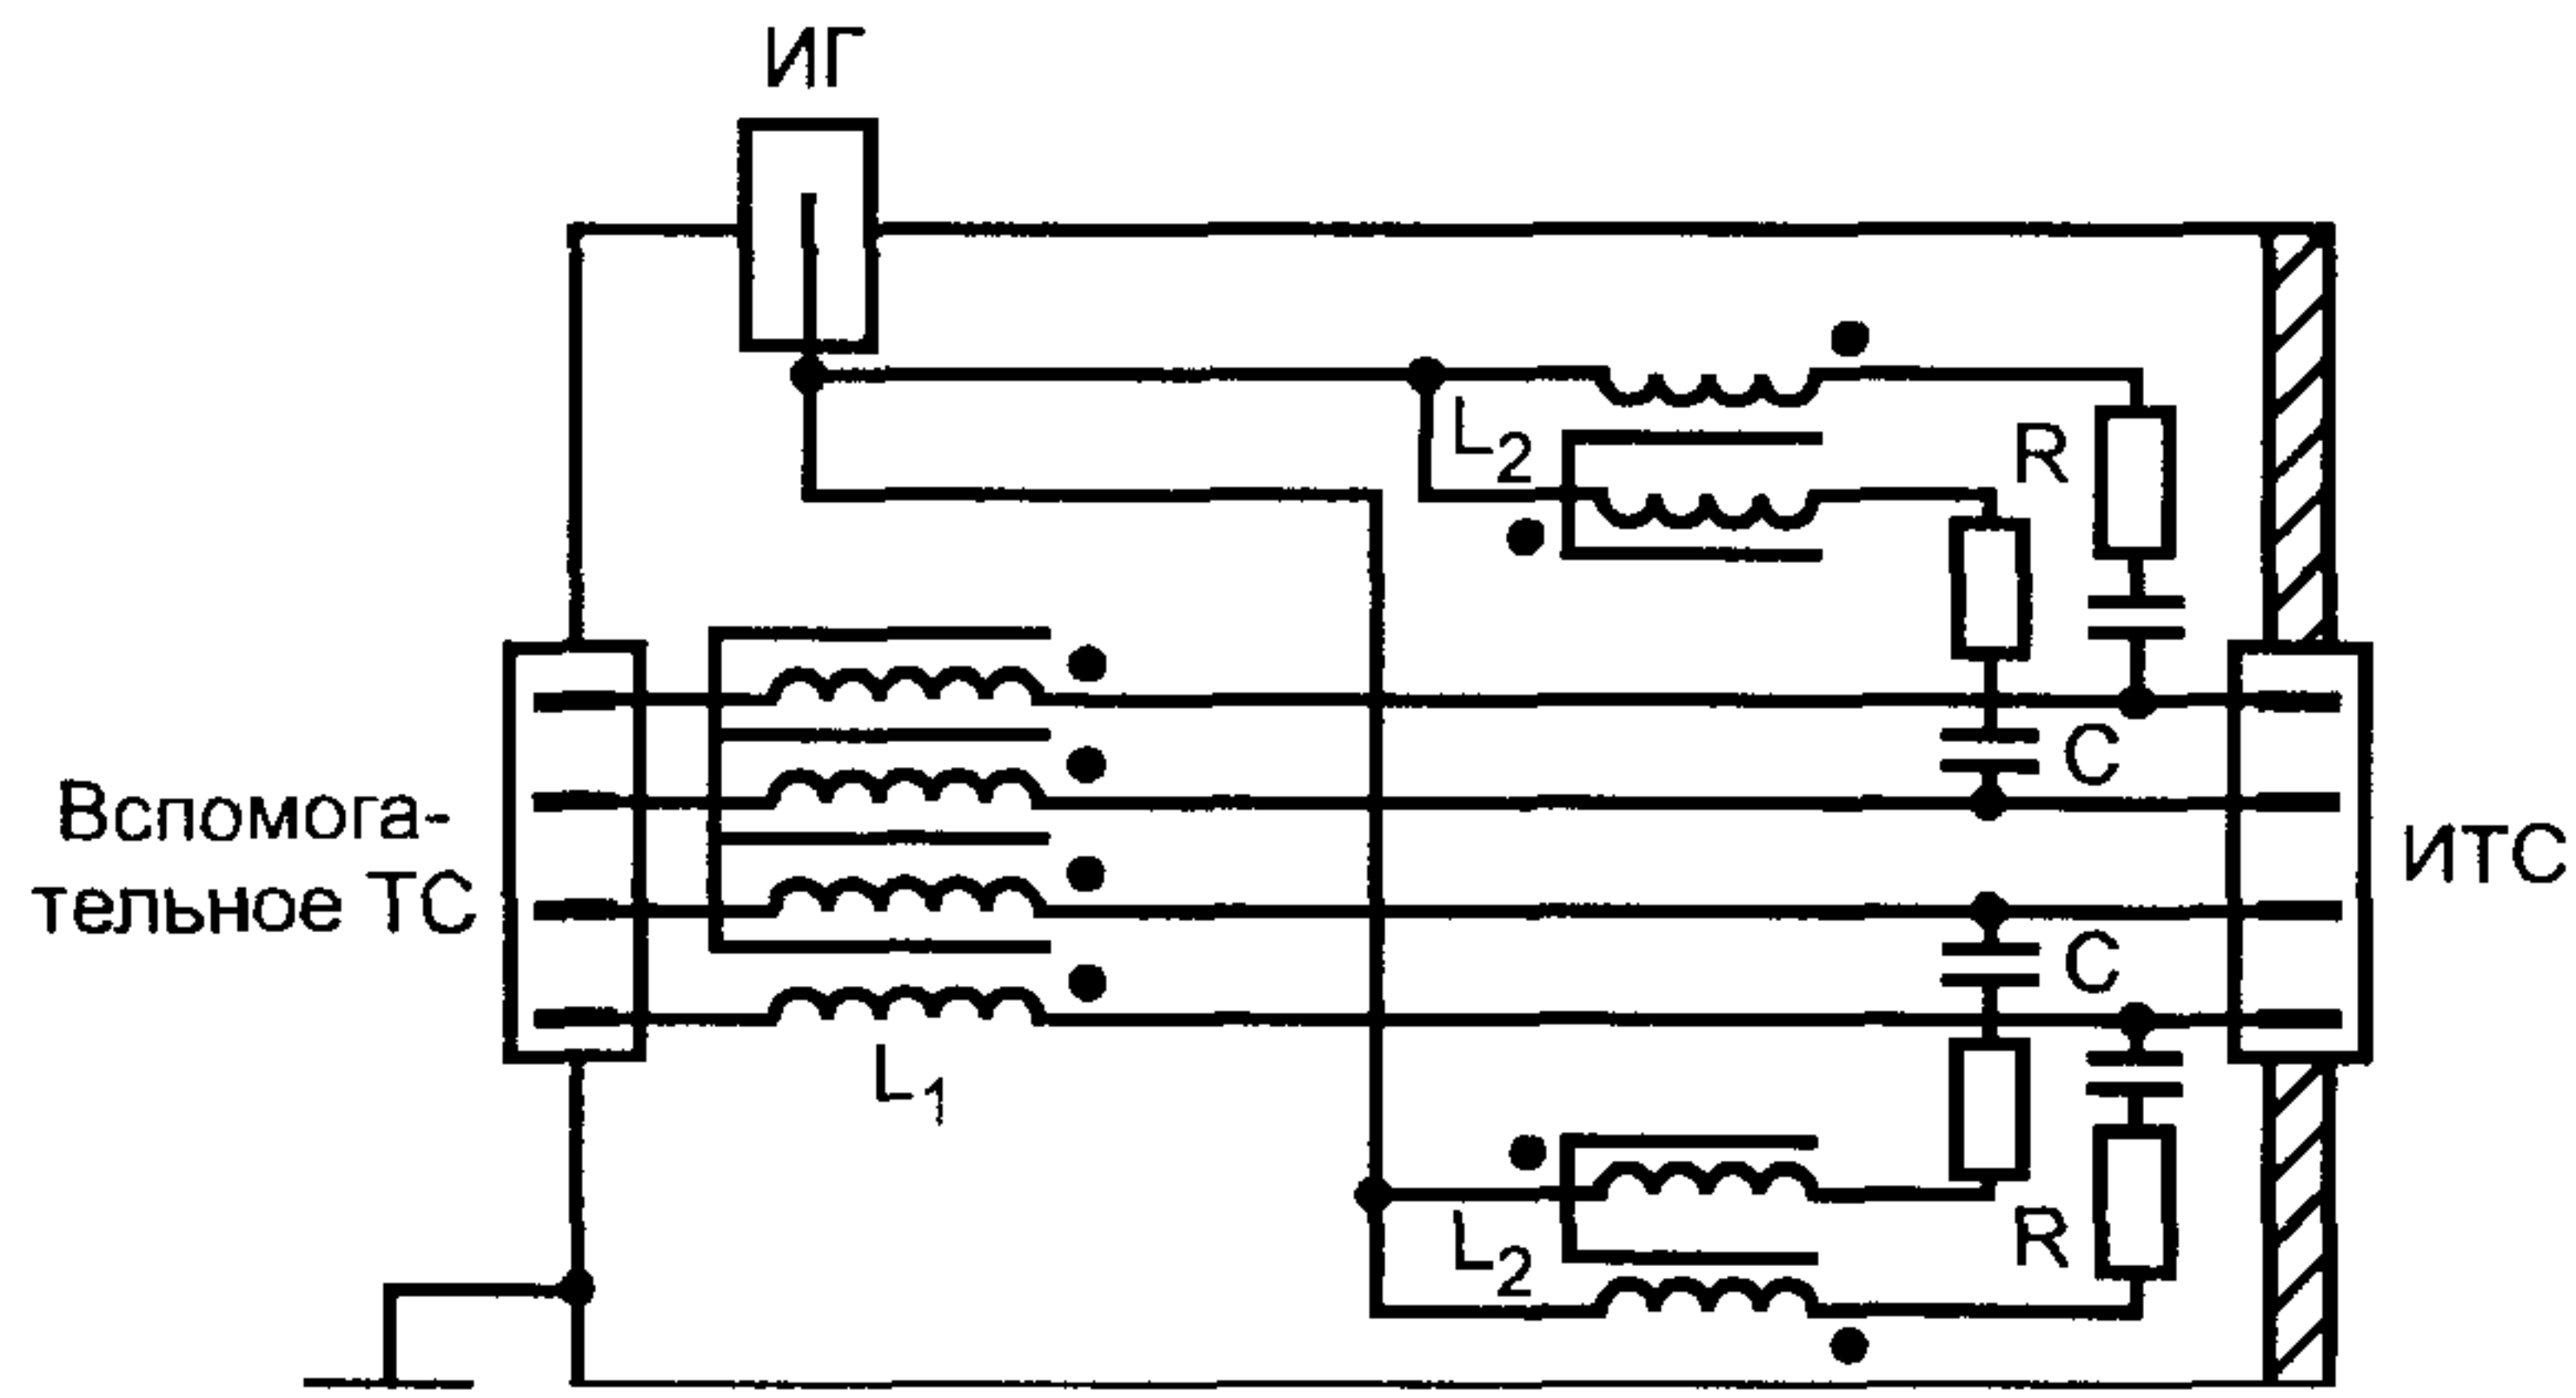 ИГ
L2
R
C
Вспомога-
тельное ТС
ИТС
C
L1
L2
R